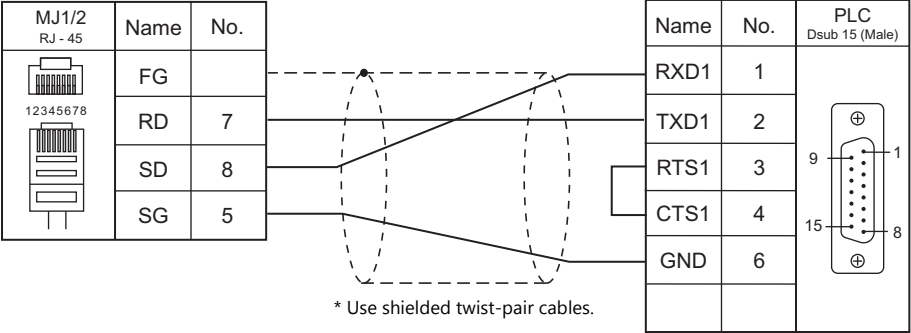 MJ1/2
RJ - 45
Name
No.
12345678
FG
RD
7
SD
8
SG
5
Name
No.
PLC
Dsub 15 (Male)
RXD1
1
TXD1
2
RTS1
3
CTS1
4
GND
6
9
1
15
8
* Use shielded twist-pair cables.